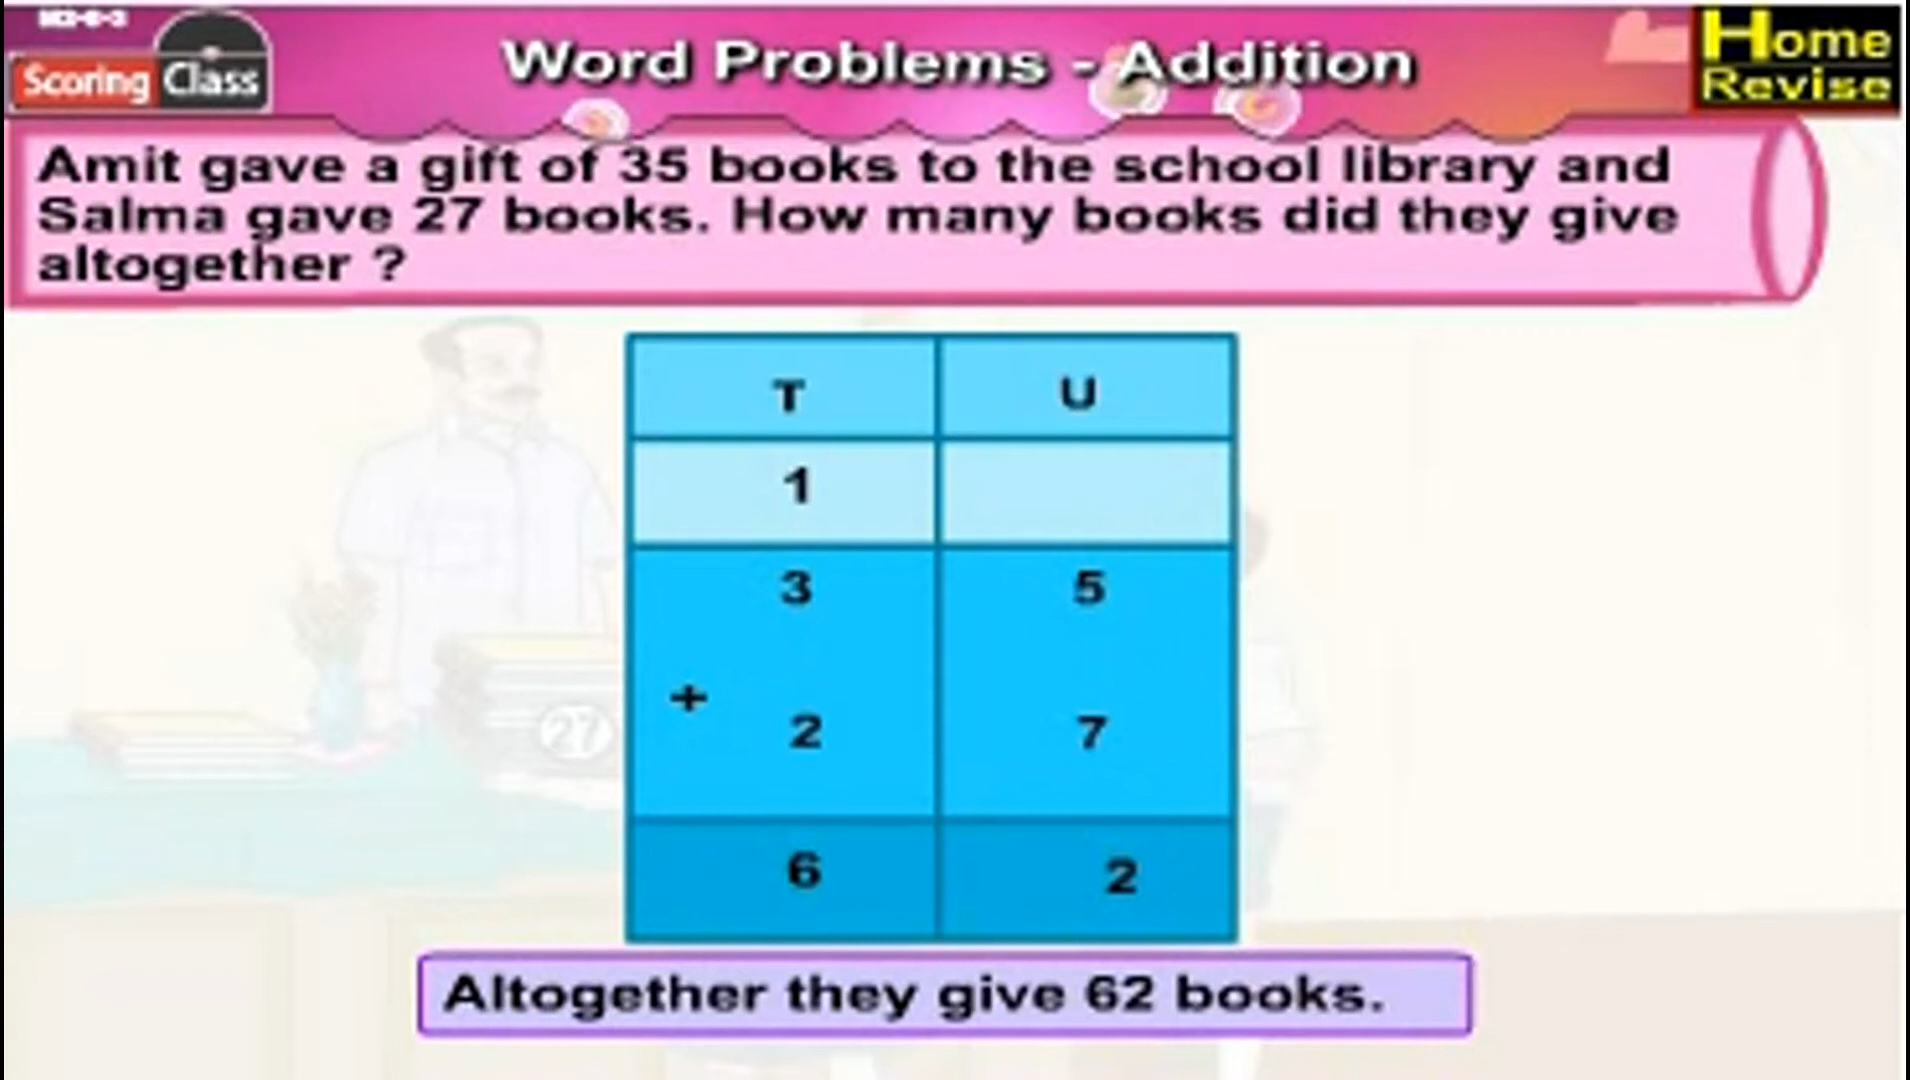 Scoring Class
Word Problems - Addition
Home
Revise
Amit gave a gift of 35 books to the school library and
Salma gave 27 books. How many books did they give
altogether ?
T U
1
3 5
+ 2 7
27
6 2
Altogether they give 62 books.